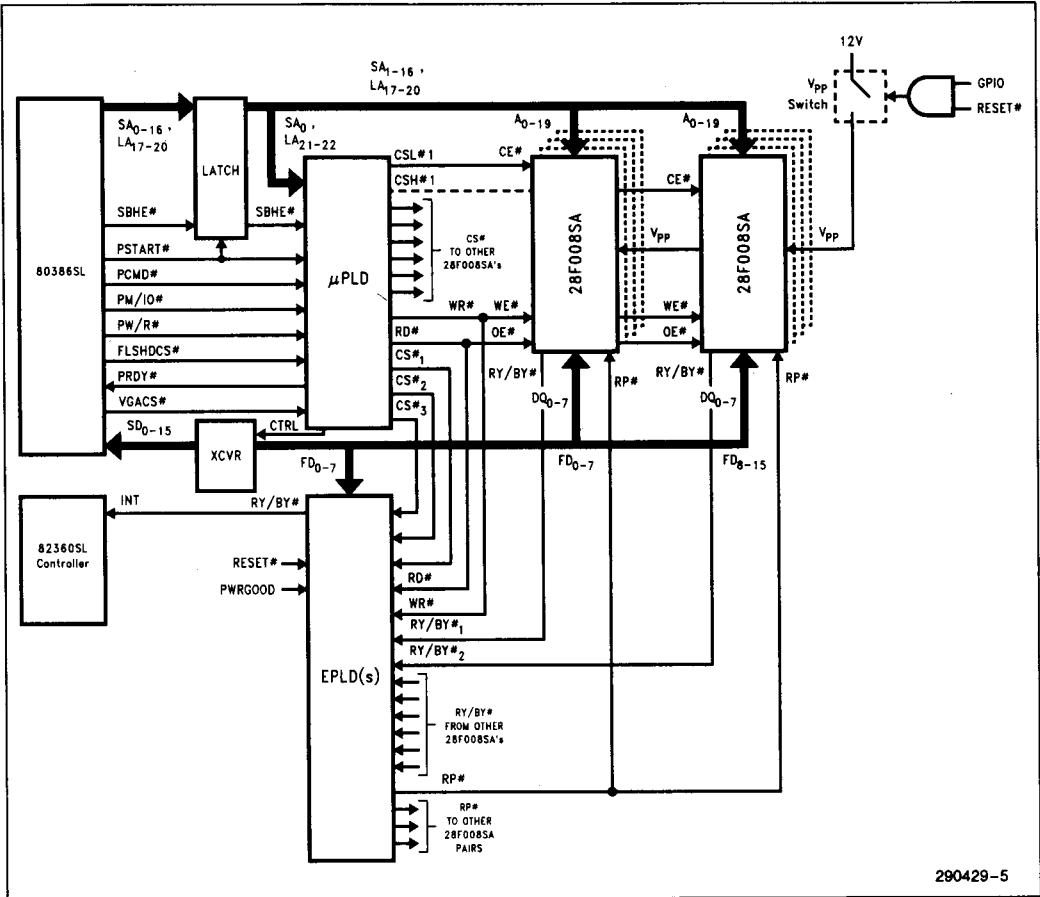 12V
SA1-16 ,
LA17-20
VPP
Switch
GPIO
RESET#
SA0-16 ,
LA17-20
LATCH
SA0 ,
LA21-22
A0-19
A0-19
CSL#1
CE#
CSH#1
CE#
SBHE#
SBHE#
80386SL
PSTART#
PCMD#
PM/IO#
PW/R#
FLSHDCS#
PRDY#
VGACS#
μPLD
CS#
TO OTHER
28F008SA's
28F008SA
28F008SA
VPP
VPP
WR#
WE#
WE#
RD#
OE#
OE#
CS#1
CS#2
CS#3
RY/BY#
RY/BY#
RP#
RP#
DQ0-7
DQ0-7
SD0-15
XCVR
CTRL
FD0-7
FD0-7
FD8-15
82360SL
Controller
INT
RY/BY#
RESET#
PWRGOOD
RD#
WR#
RY/BY#1
RY/BY#2
EPLD(s)
RY/BY#
FROM OTHER
28F008SA's
RP#
RP#
TO OTHER
28F008SA
PAIRS
290429-5